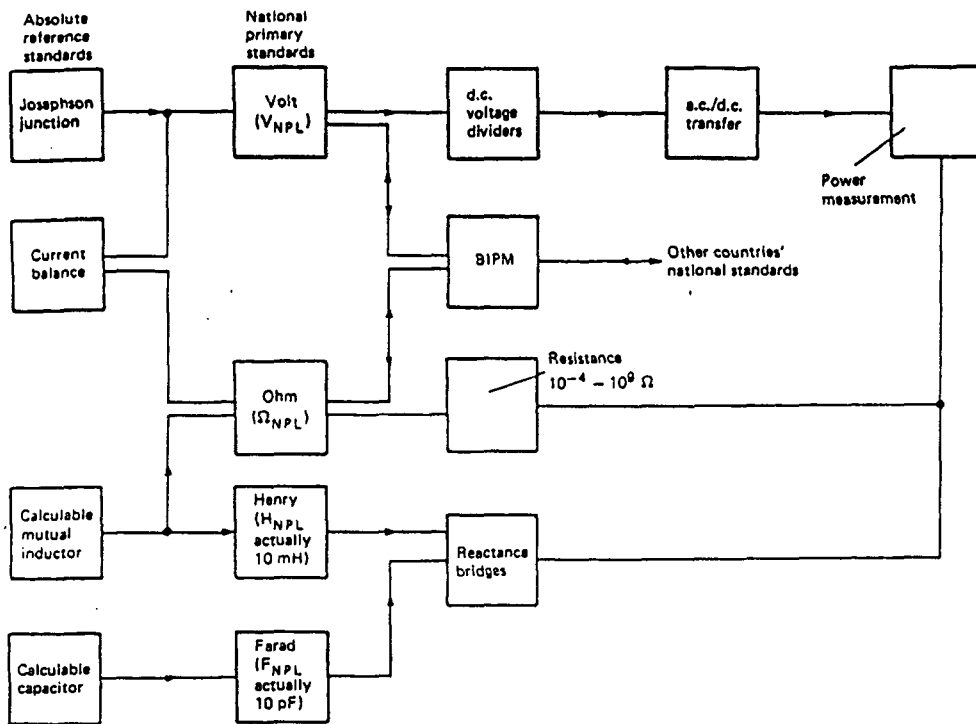 Absolute
reference
standards
National
primary
standards
Josaphson
junction
Volt
(V_NPL)
d.c.
voltage
dividers
a.c./d.c.
transfer
Power
measurement
Current
balance
BIPM
Other countries'
national standards
Ohm
(Ω_NPL)
Resistance
10⁻⁴ – 10⁹ Ω
Calculable
mutual
inductor
Henry
(H_NPL
actually
10 mH)
Reactance
bridges
Calculable
capacitor
Farad
(F_NPL
actually
10 pF)